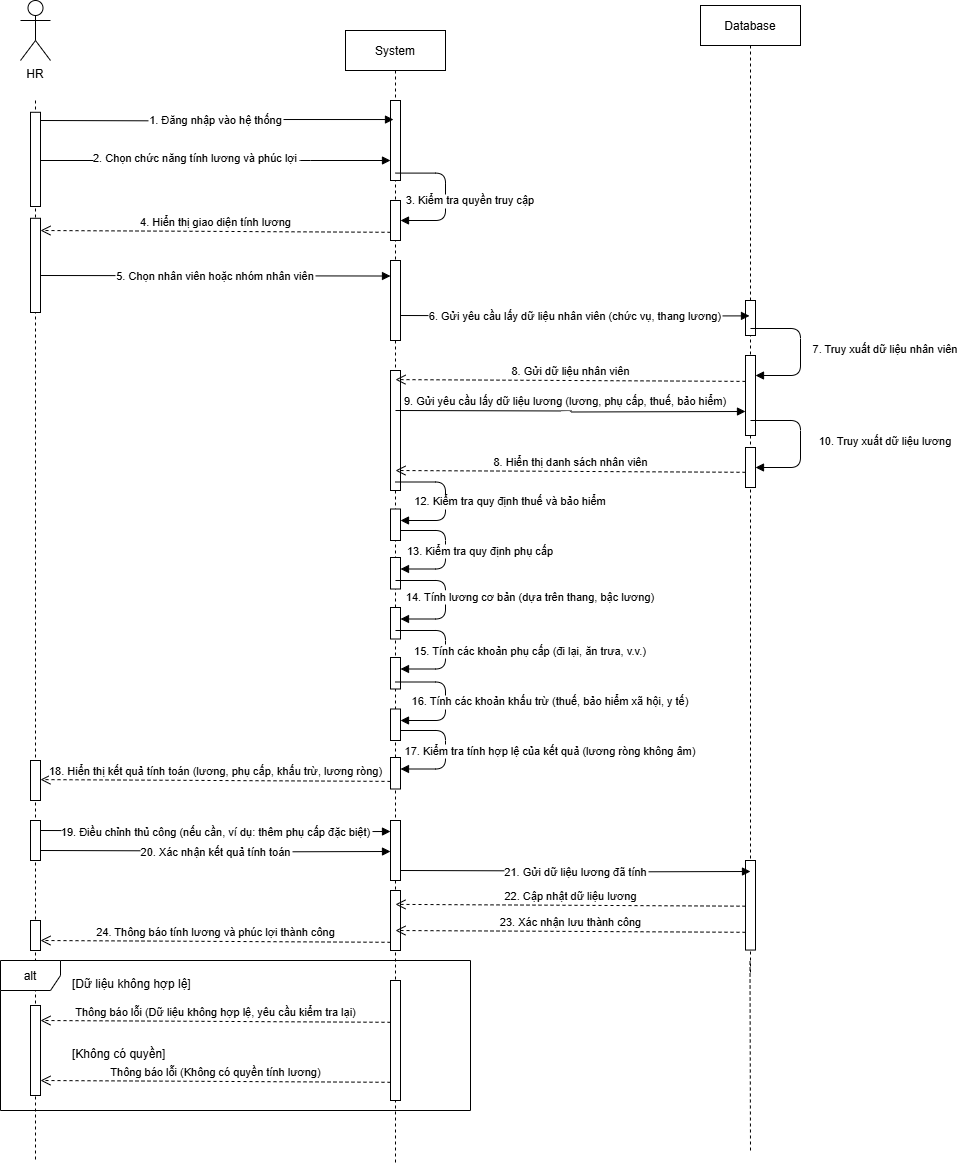 Database
System
HR
1. Đăng nhập vào hệ thống
2. Chọn chức năng tính lương và phúc lợi
3. Kiểm tra quyền truy cập
4. Hiển thị giao diện tính lương
5. Chọn nhân viên hoặc nhóm nhân viên
6. Gửi yêu cầu lấy dữ liệu nhân viên (chức vụ, thang lương)
7. Truy xuất dữ liệu nhân viên
8. Gửi dữ liệu nhân viên
9. Gửi yêu cầu lấy dữ liệu lương (lương, phụ cấp, thuế, bảo hiểm)
10. Truy xuất dữ liệu lương
8. Hiển thị danh sách nhân viên
12. Kiểm tra quy định thuế và bảo hiểm
13. Kiểm tra quy định phụ cấp
14. Tính lương cơ bản (dựa trên thang, bậc lương)
15. Tính các khoản phụ cấp (đi lại, ăn trưa, v.v.)
16. Tính các khoản khấu trừ (thuế, bảo hiểm xã hội, y tế)
17. Kiểm tra tính hợp lệ của kết quả (lương ròng không âm)
18. Hiển thị kết quả tính toán (lương, phụ cấp, khấu trừ, lương ròng)
19. Điều chỉnh thủ công (nếu cần, ví dụ: thêm phụ cấp đặc biệt)
20. Xác nhận kết quả tính toán
21. Gửi dữ liệu lương đã tính
22. Cập nhật dữ liệu lương
23. Xác nhận lưu thành công
24. Thông báo tính lương và phúc lợi thành công
alt
[Dữ liệu không hợp lệ]
Thông báo lỗi (Dữ liệu không hợp lệ, yêu cầu kiểm tra lại)
[Không có quyền]
Thông báo lỗi (Không có quyền tính lương)